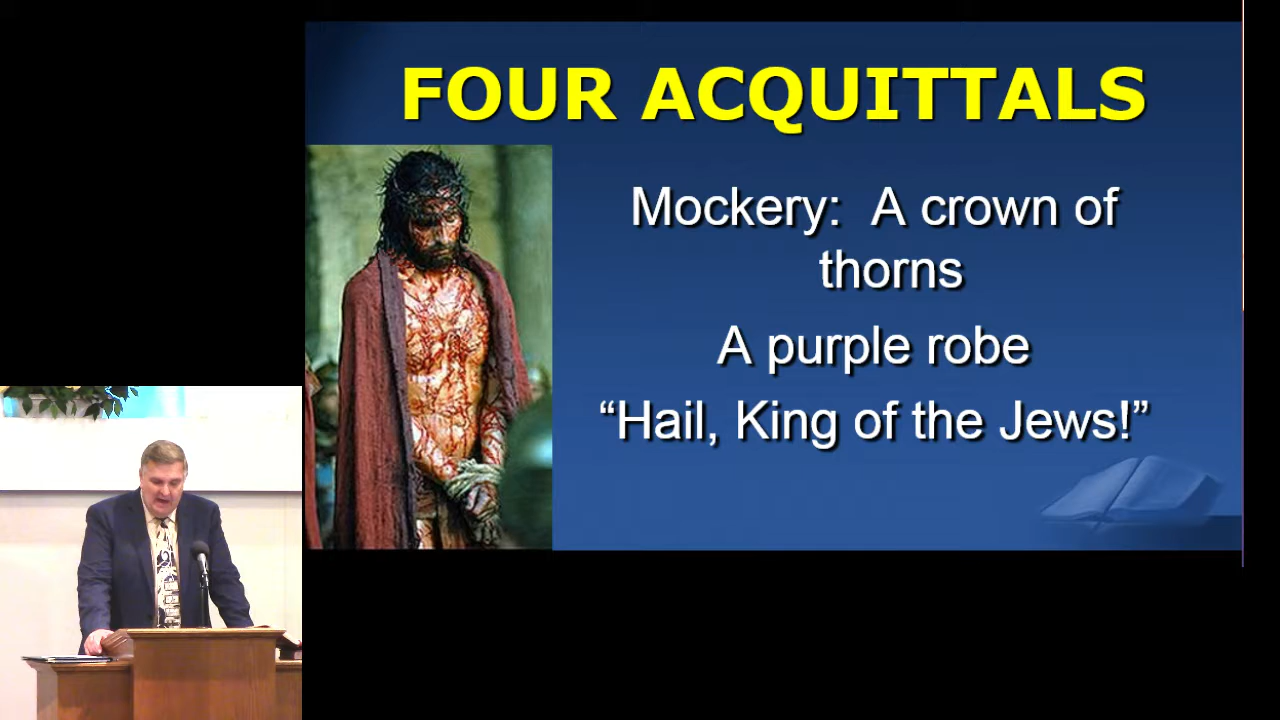 FOUR ACQUITTALS
Mockery: A crown of
thorns
A purple robe
“Hail, King of the Jews!”